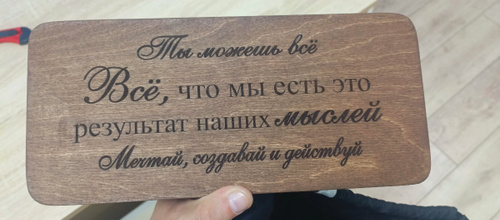 Ты можешь всё
Всё, что мы есть это
результат наших мыслей
Мечтай, создавай и действуй